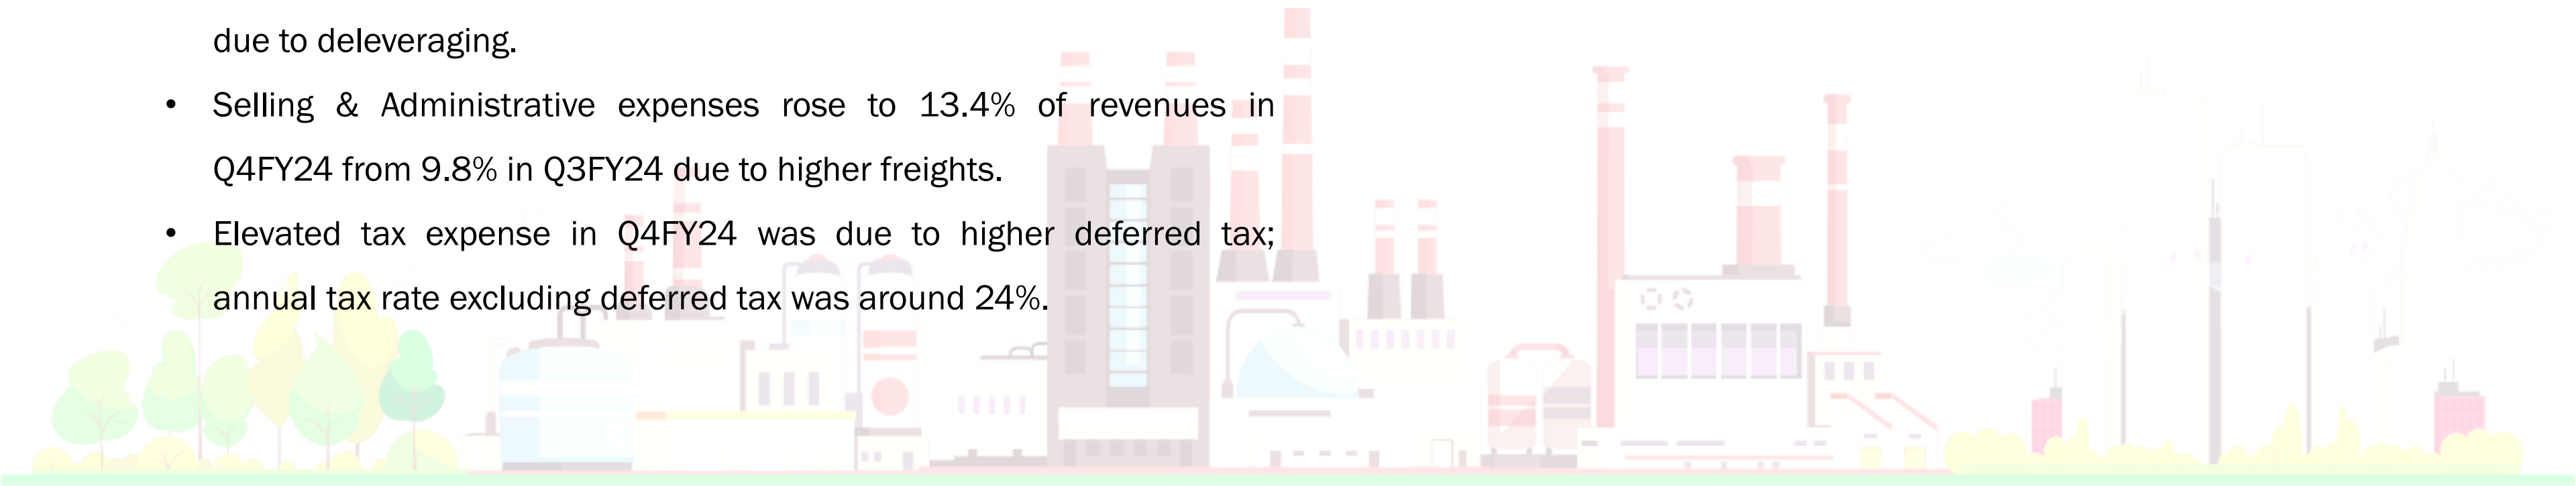 due to deleveraging.
• Selling & Administrative expenses rose to 13.4% of revenues in
Q4FY24 from 9.8% in Q3FY24 due to higher freights.
• Elevated tax expense in Q4FY24 was due to higher deferred tax;
annual tax rate excluding deferred tax was around 24%.